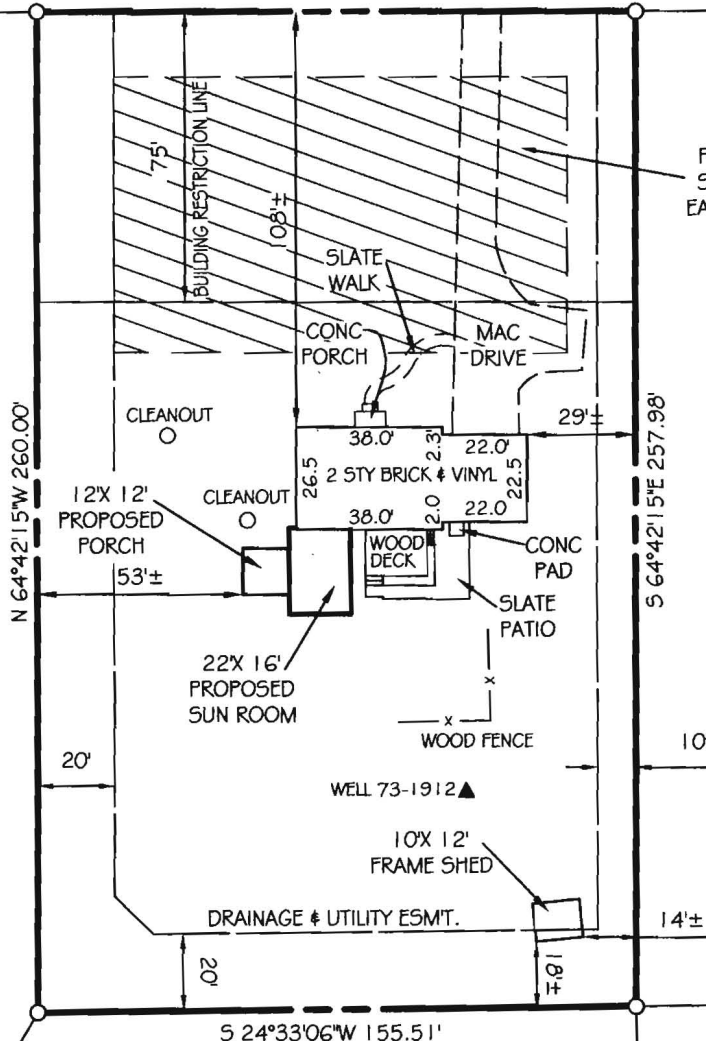 BUILDING RESTRICTION LINE
75'
108'±
F
S
EA
SLATE
WALK
CONC
PORCH
MAC
DRIVE
CLEANOUT
29'±
38.0'
2.3'
22.0'
26.5
2 STY BRICK & VINYL
22.5
38.0'
2.0
22.0
N 64°42'15"W 260.00'
S 64°42'15"E 257.98'
12'X 12'
PROPOSED
PORCH
CLEANOUT
WOOD
DECK
CONC
PAD
53'±
SLATE
PATIO
22'X 16'
PROPOSED
SUN ROOM
x
x
WOOD FENCE
20'
10
WELL 73-1912
10'X 12'
FRAME SHED
DRAINAGE & UTILITY ESM'T.
14'±
20'
18'±
S 24°33'06"W 155.51'